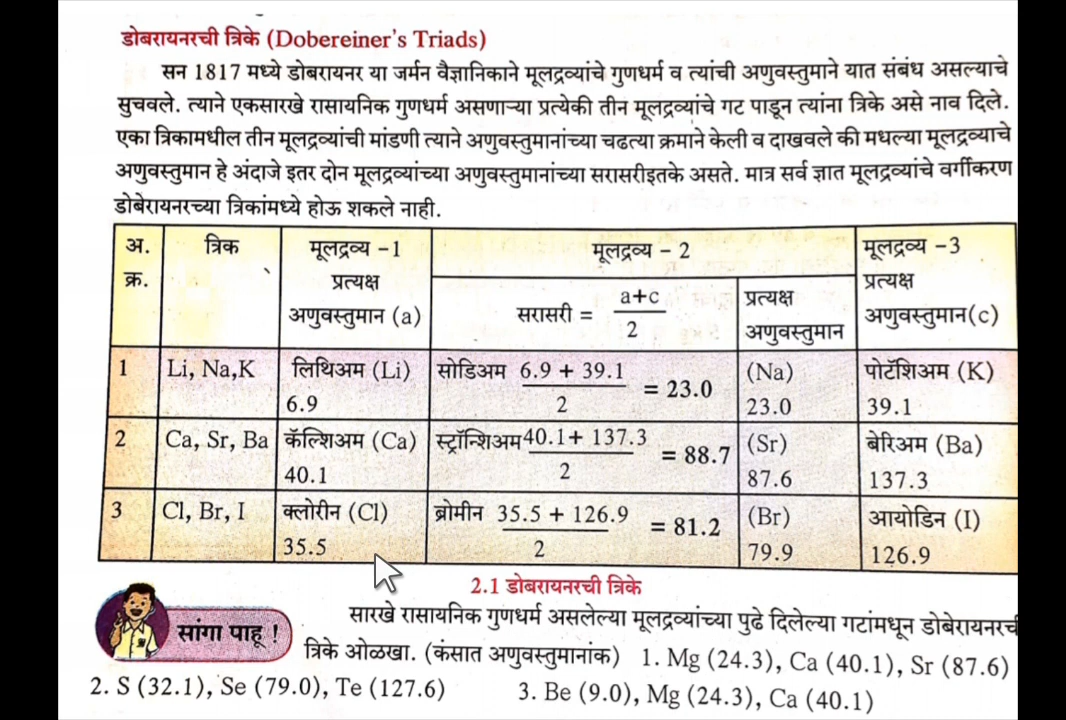 डोबरायनरची त्रिके (Dobereiner's Triads)
सन 1817 मध्ये डोबरायनर या जर्मन वैज्ञानिकाने मूलद्रव्यांचे गुणधर्म व त्यांची अणुवस्तुमाने यात संबंध असल्याचे
सुचवले. त्याने एकसारखे रासायनिक गुणधर्म असणाऱ्या प्रत्येकी तीन मूलद्रव्यांचे गट पाडून त्यांना त्रिके असे नाव दिले.
एका त्रिकामधील तीन मूलद्रव्यांची मांडणी त्याने अणुवस्तुमानांच्या चढत्या क्रमाने केली व दाखवले की मधल्या मूलद्रव्याचे
अणुवस्तुमान हे अंदाजे इतर दोन मूलद्रव्यांच्या अणुवस्तुमानांच्या सरासरीइतके असते. मात्र सर्व ज्ञात मूलद्रव्यांचे वर्गीकरण
डोबेरायनरच्या त्रिकांमध्ये होऊ शकले नाही.
अ. क्र. त्रिक मूलद्रव्य -1 मूलद्रव्य - 2 मूलद्रव्य -3
प्रत्यक्ष अणुवस्तुमान (a) सरासरी = a+c / 2 प्रत्यक्ष अणुवस्तुमान प्रत्यक्ष अणुवस्तुमान(c)
1 Li, Na,K लिथिअम (Li) 6.9 सोडिअम 6.9 + 39.1 / 2 = 23.0 (Na) 23.0 पोटॅशिअम (K) 39.1
2 Ca, Sr, Ba कॅल्शिअम (Ca) 40.1 स्ट्रॉन्शिअम 40.1+ 137.3 / 2 = 88.7 (Sr) 87.6 बेरिअम (Ba) 137.3
3 Cl, Br, I क्लोरीन (Cl) 35.5 ब्रोमीन 35.5 + 126.9 / 2 = 81.2 (Br) 79.9 आयोडिन (I) 126.9
2.1 डोबरायनरची त्रिके
सांगा पाहू !
सारखे रासायनिक गुणधर्म असलेल्या मूलद्रव्यांच्या पुढे दिलेल्या गटांमधून डोबेरायनरची
त्रिके ओळखा. (कंसात अणुवस्तुमानांक) 1. Mg (24.3), Ca (40.1), Sr (87.6)
2. S (32.1), Se (79.0), Te (127.6) 3. Be (9.0), Mg (24.3), Ca (40.1)